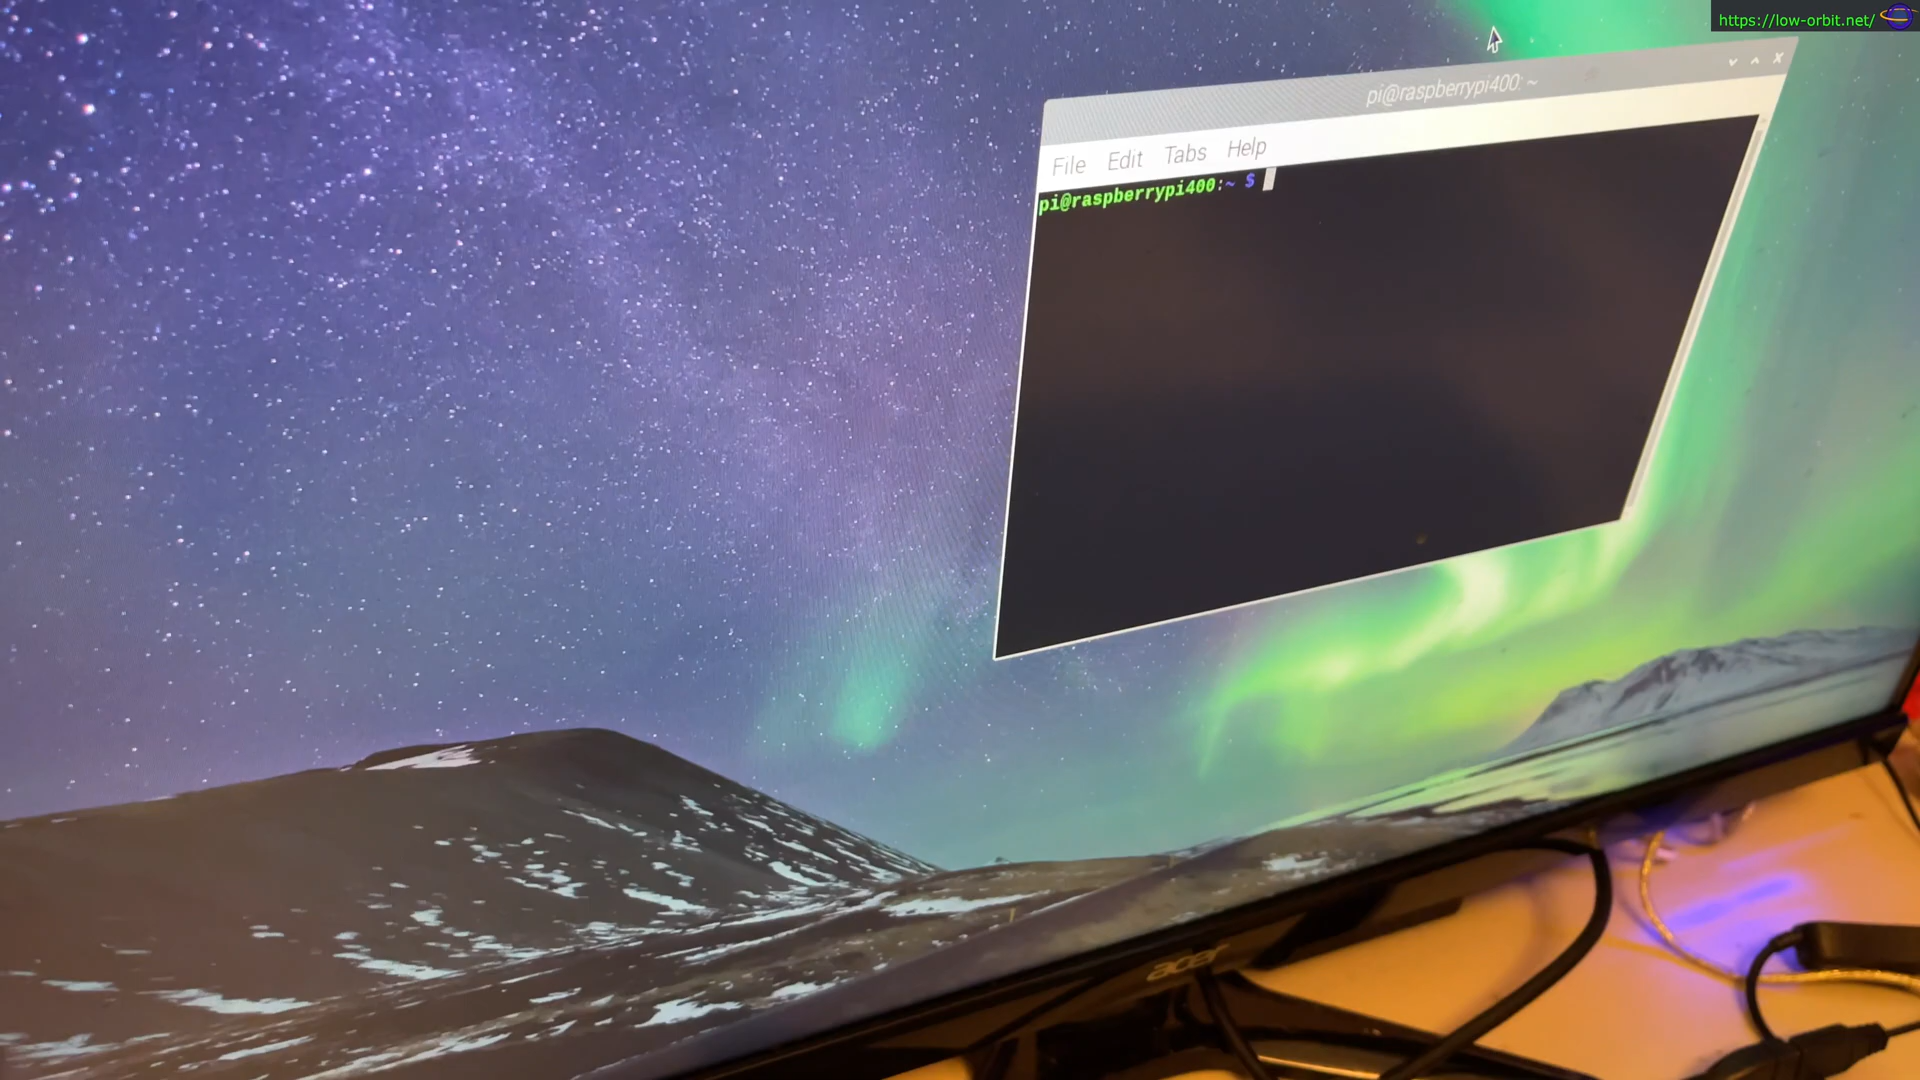 https://low-orbit.net/
pi@raspberrypi400: ~
File Edit Tabs Help
pi@raspberrypi400:~ $
acer